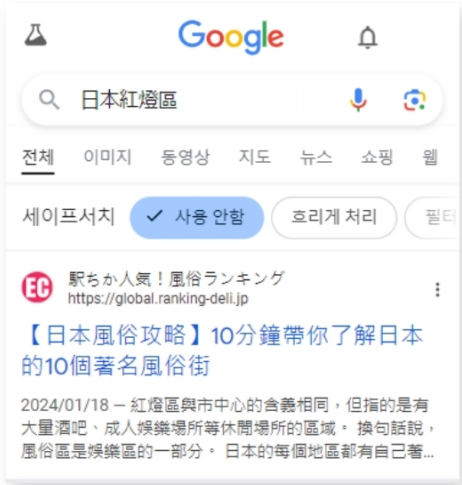 Google
日本紅燈區
전체 이미지 동영상 지도 뉴스 쇼핑 웹
세이프서치 사용 안함 흐리게 처리
EC 駅ちか人気！風俗ランキング
https://global.ranking-deli.jp
【日本風俗攻略】10分鐘帶你了解日本
的10個著名風俗街
2024/01/18 — 紅燈區與市中心的含義相同，但指的是有
大量酒吧、成人娛樂場所等休閒場所的區域。 換句話說，
風俗區是娛樂區的一部分。 日本的每個地區都有自己著...